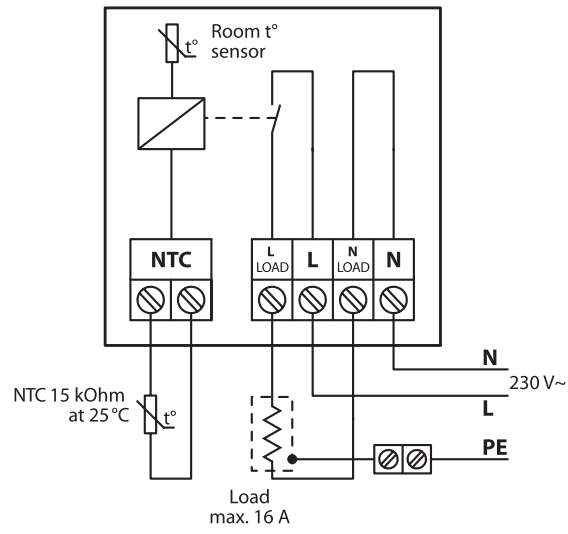 Room t°
sensor
t°
NTC
L
LOAD
L
N
LOAD
N
N
230 V~
L
NTC 15 kOhm
at 25 °C
t°
PE
Load
max. 16 A